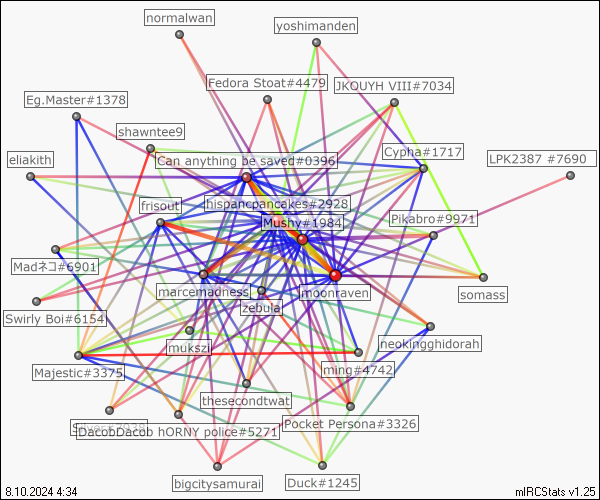 normalwan
yoshimanden
Fedora Stoat#4479
JKQUYH VIII#7034
Eg.Master#1378
shawntee9
Cypha#1717
LPK2387 #7690
eliakith
Can anything be saved#0396
frisout
hispancpancakes#2928
Mushy#1984
Pikabro#9971
Madネコ#6901
marcemadness
moonraven
somass
zebula
Swirly Boi#6154
mukszi
neokingghidorah
Majestic#3375
ming#4742
thesecondtwat
DacobDacob hORNY police#5271
Pocket Persona#3326
bigcitysamurai
Duck#1245
8.10.2024 4:34
mIRCStats v1.25